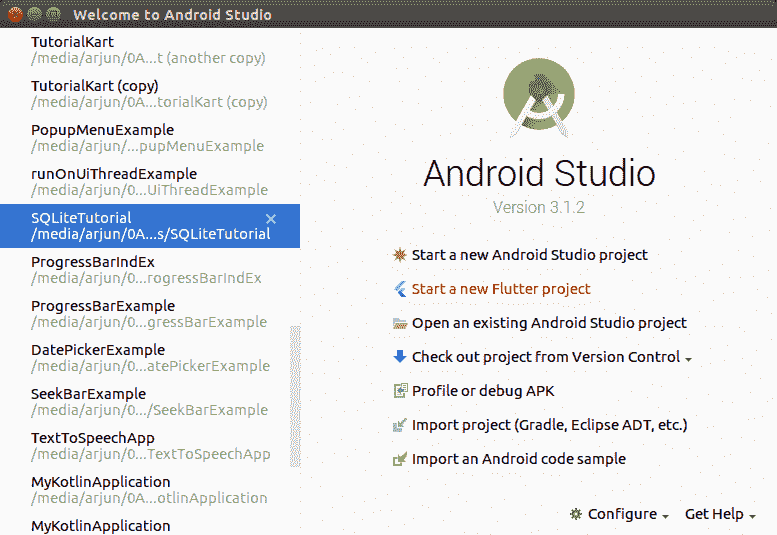 Welcome to Android Studio
TutorialKart
/media/arjun/0A...t (another copy)
TutorialKart (copy)
/media/arjun/0A...torialKart (copy)
PopupMenuExample
/media/arjun/...pupMenuExample
runOnUiThreadExample
/media/arjun/0...UiThreadExample
SQLiteTutorial
/media/arjun/0A...s/SQLiteTutorial
ProgressBarIndEx
/media/arjun/0...rogressBarIndEx
ProgressBarExample
/media/arjun/0...gressBarExample
DatePickerExample
/media/arjun/0...atePickerExample
SeekBarExample
/media/arjun/0.../SeekBarExample
TextToSpeechApp
/media/arjun/0...TextToSpeechApp
MyKotlinApplication
/media/arjun/0A...otlinApplication
MyKotlinApplication
Android Studio
Version 3.1.2
Start a new Android Studio project
Start a new Flutter project
Open an existing Android Studio project
Check out project from Version Control
Profile or debug APK
Import project (Gradle, Eclipse ADT, etc.)
Import an Android code sample
Configure
Get Help